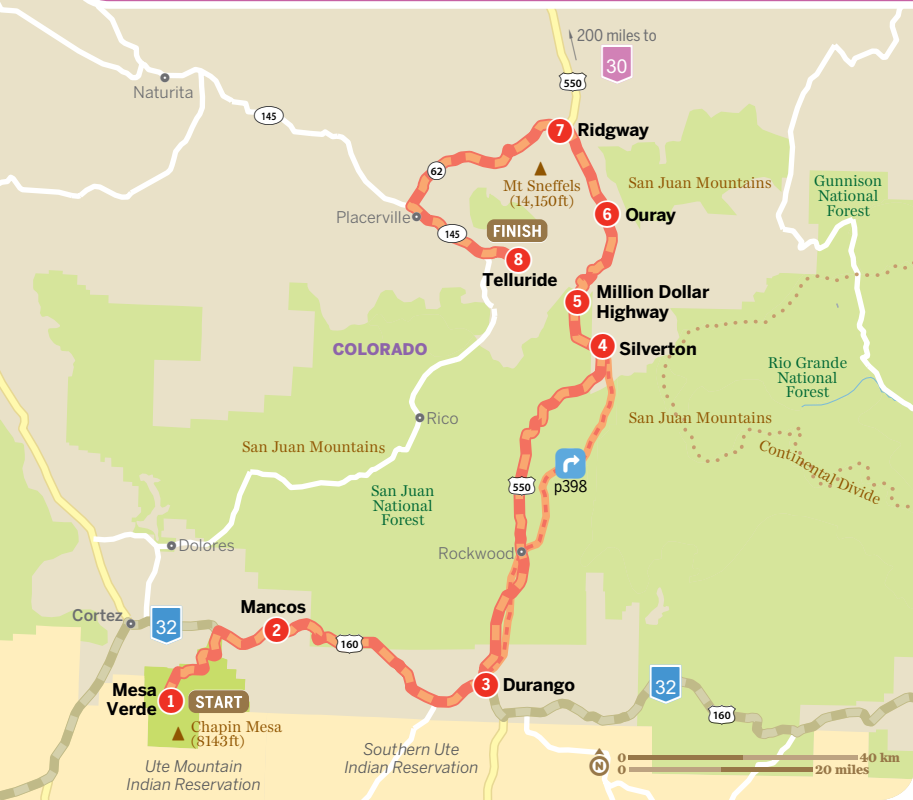 200 miles to
30
550
Naturita
145
7 Ridgway
62
Mt Sneffels
(14,150ft)
San Juan Mountains
Gunnison
National
Forest
Placerville
145
6 Ouray
FINISH
8
Telluride
5 Million Dollar
Highway
COLORADO
4 Silverton
Rio Grande
National
Forest
Rico
San Juan Mountains
San Juan Mountains
Continental Divide
p398
550
San Juan
National
Forest
Dolores
Rockwood
Cortez
32
Mancos
2
160
3 Durango
32
160
Mesa
Verde
1 START
Chapin Mesa
(8143ft)
Ute Mountain
Indian Reservation
Southern Ute
Indian Reservation
N
0 40 km
0 20 miles